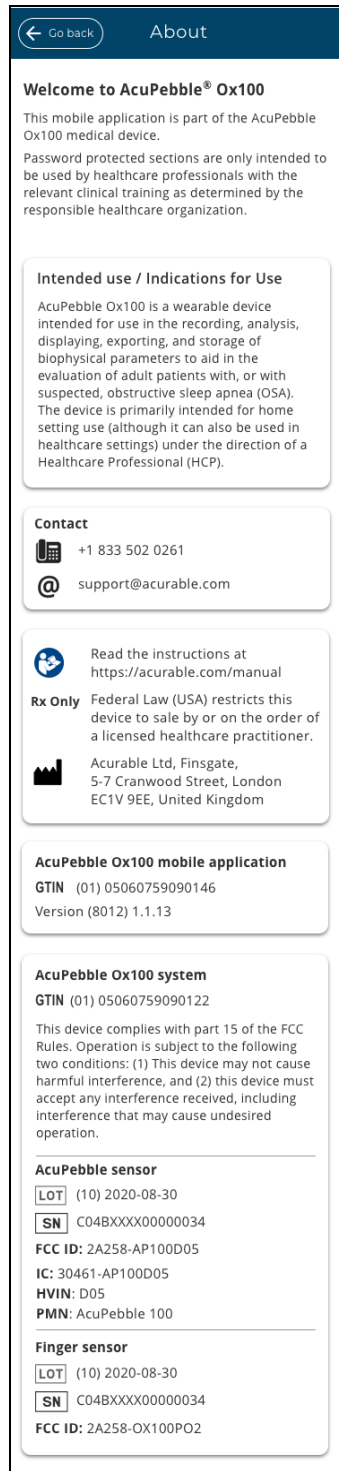 Go back
About
Welcome to AcuPebble® Ox100
This mobile application is part of the AcuPebble
Ox100 medical device.
Password protected sections are only intended to
be used by healthcare professionals with the
relevant clinical training as determined by the
responsible healthcare organization.
Intended use / Indications for Use
AcuPebble Ox100 is a wearable device
intended for use in the recording, analysis,
displaying, exporting, and storage of
biophysical parameters to aid in the
evaluation of adult patients with, or with
suspected, obstructive sleep apnea (OSA).
The device is primarily intended for home
setting use (although it can also be used in
healthcare settings) under the direction of a
Healthcare Professional (HCP).
Contact
+1 833 502 0261
@ support@acurable.com
Read the instructions at
https://acurable.com/manual
Rx Only Federal Law (USA) restricts this
device to sale by or on the order of
a licensed healthcare practitioner.
Acurable Ltd, Finsgate,
5-7 Cranwood Street, London
EC1V 9EE, United Kingdom
AcuPebble Ox100 mobile application
GTIN (01) 05060759090146
Version (8012) 1.1.13
AcuPebble Ox100 system
GTIN (01) 05060759090122
This device complies with part 15 of the FCC
Rules. Operation is subject to the following
two conditions: (1) This device may not cause
harmful interference, and (2) this device must
accept any interference received, including
interference that may cause undesired
operation.
AcuPebble sensor
LOT (10) 2020-08-30
SN C04BXXXX00000034
FCC ID: 2A258-AP100D05
IC: 30461-AP100D05
HVIN: D05
PMN: AcuPebble 100
Finger sensor
LOT (10) 2020-08-30
SN C04BXXXX00000034
FCC ID: 2A258-OX100PO2